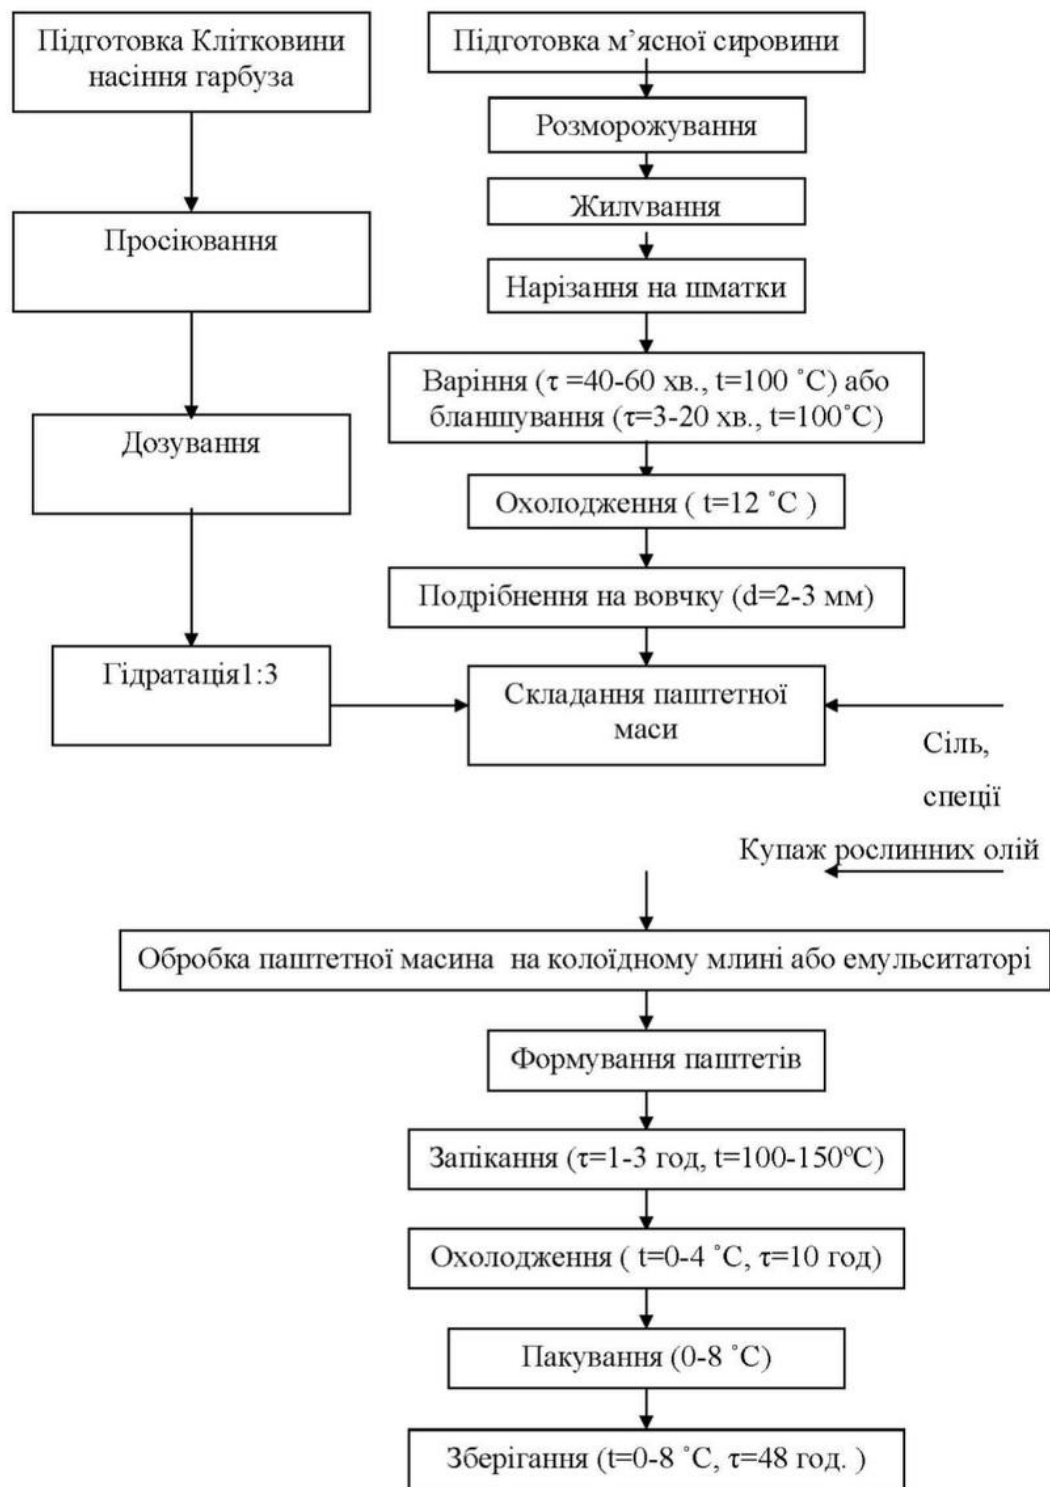 Підготовка Клітковини
насіння гарбуза
Просіювання
Дозування
Гідратація1:3
Підготовка м’ясної сировини
Розморожування
Жилування
Нарізання на шматки
Варіння (τ =40-60 хв., t=100 ˚С) або
бланшування (τ=3-20 хв., t=100˚С)
Охолодження ( t=12 ˚С )
Подрібнення на вовчку (d=2-3 мм)
Складання паштетної
маси
Сіль,
спеції
Купаж рослинних олій
Обробка паштетної масина на колоїдному млині або емульситаторі
Формування паштетів
Запікання (τ=1-3 год, t=100-150ºС)
Охолодження ( t=0-4 ˚С, τ=10 год)
Пакування (0-8 ˚С)
Зберігання (t=0-8 ˚С, τ=48 год. )